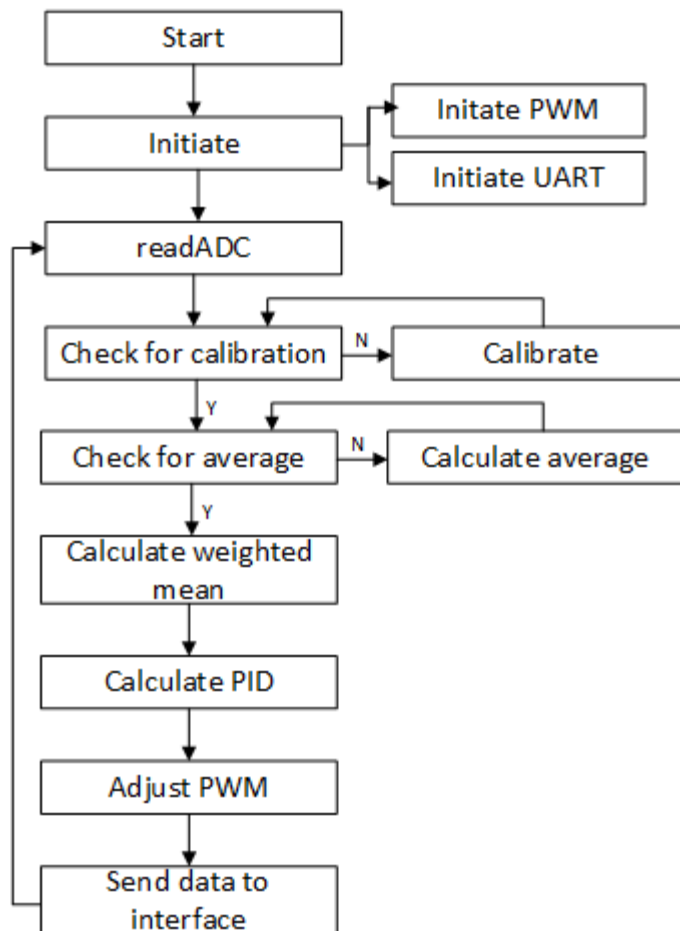 Start
Initiate
Initate PWM
Initiate UART
readADC
Check for calibration
N
Calibrate
Y
Check for average
N
Calculate average
Y
Calculate weighted
mean
Calculate PID
Adjust PWM
Send data to
interface